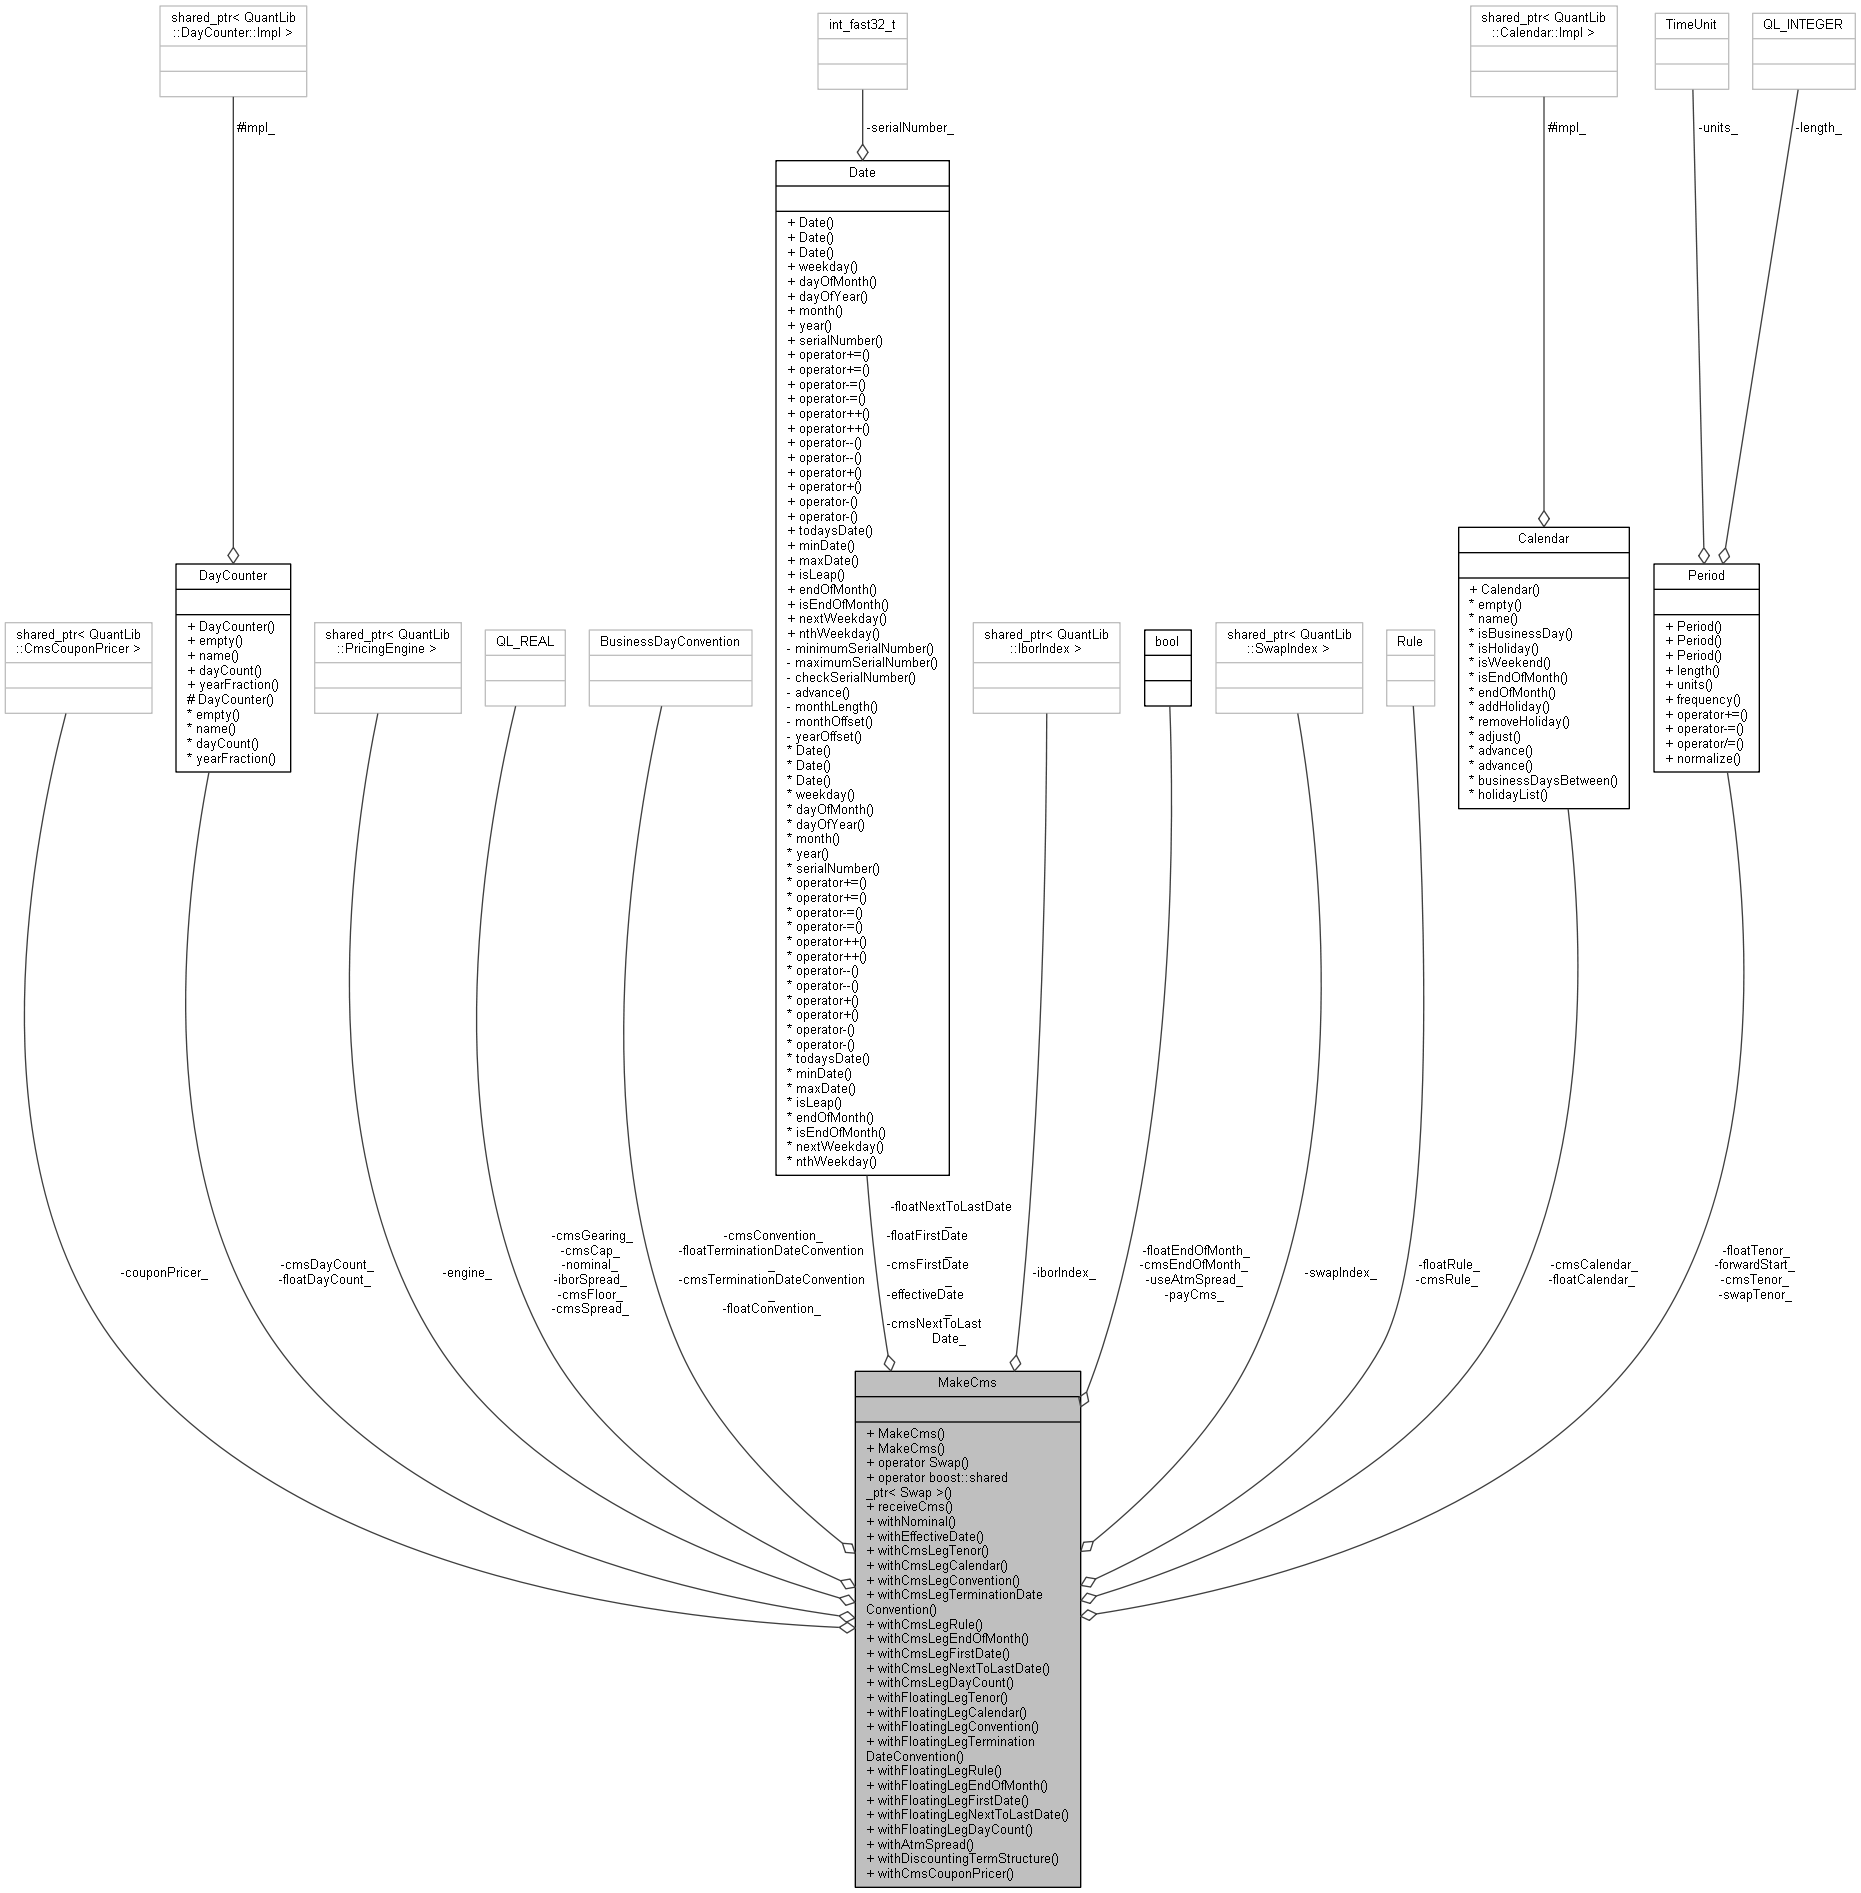 shared_ptr< QuantLib
::DayCounter::Impl >
int_fast32_t
shared_ptr< QuantLib
::Calendar::Impl >
TimeUnit
QL_INTEGER
#impl_
-serialNumber_
#impl_
-units_
-length_
Date
+ Date()
+ Date()
+ Date()
+ weekday()
+ dayOfMonth()
+ dayOfYear()
+ month()
+ year()
+ serialNumber()
+ operator+=()
+ operator+=()
+ operator-=()
+ operator-=()
+ operator++()
+ operator++()
+ operator--()
+ operator--()
+ operator+()
+ operator+()
+ operator-()
+ operator-()
+ todaysDate()
+ minDate()
+ maxDate()
+ isLeap()
+ endOfMonth()
+ isEndOfMonth()
+ nextWeekday()
+ nthWeekday()
- minimumSerialNumber()
- maximumSerialNumber()
- checkSerialNumber()
- advance()
- monthLength()
- monthOffset()
- yearOffset()
* Date()
* Date()
* Date()
* weekday()
* dayOfMonth()
* dayOfYear()
* month()
* year()
* serialNumber()
* operator+=()
* operator+=()
* operator-=()
* operator-=()
* operator++()
* operator++()
* operator--()
* operator--()
* operator+()
* operator+()
* operator-()
* operator-()
* todaysDate()
* minDate()
* maxDate()
* isLeap()
* endOfMonth()
* isEndOfMonth()
* nextWeekday()
* nthWeekday()
shared_ptr< QuantLib
::CmsCouponPricer >
DayCounter
+ DayCounter()
+ empty()
+ name()
+ dayCount()
+ yearFraction()
# DayCounter()
* empty()
* name()
* dayCount()
* yearFraction()
shared_ptr< QuantLib
::PricingEngine >
QL_REAL
BusinessDayConvention
shared_ptr< QuantLib
::IborIndex >
bool
shared_ptr< QuantLib
::SwapIndex >
Rule
Calendar
+ Calendar()
* empty()
* name()
* isBusinessDay()
* isHoliday()
* isWeekend()
* isEndOfMonth()
* endOfMonth()
* addHoliday()
* removeHoliday()
* adjust()
* advance()
* advance()
* businessDaysBetween()
* holidayList()
Period
+ Period()
+ Period()
+ Period()
+ length()
+ units()
+ frequency()
+ operator+=()
+ operator-=()
+ operator/=()
+ normalize()
-couponPricer_
-cmsDayCount_
-floatDayCount_
-engine_
-cmsGearing_
-cmsCap_
-nominal_
-iborSpread_
-cmsFloor_
-cmsSpread_
-cmsConvention_
-floatTerminationDateConvention
_
-cmsTerminationDateConvention
_
-floatConvention_
-floatNextToLastDate
_
-floatFirstDate
_
-cmsFirstDate
_
-effectiveDate
_
-cmsNextToLast
Date_
-iborIndex_
-floatEndOfMonth_
-cmsEndOfMonth_
-useAtmSpread_
-payCms_
-swapIndex_
-floatRule_
-cmsRule_
-cmsCalendar_
-floatCalendar_
-floatTenor_
-forwardStart_
-cmsTenor_
-swapTenor_
MakeCms
+ MakeCms()
+ MakeCms()
+ operator Swap()
+ operator boost::shared
_ptr< Swap >()
+ receiveCms()
+ withNominal()
+ withEffectiveDate()
+ withCmsLegTenor()
+ withCmsLegCalendar()
+ withCmsLegConvention()
+ withCmsLegTerminationDate
Convention()
+ withCmsLegRule()
+ withCmsLegEndOfMonth()
+ withCmsLegFirstDate()
+ withCmsLegNextToLastDate()
+ withCmsLegDayCount()
+ withFloatingLegTenor()
+ withFloatingLegCalendar()
+ withFloatingLegConvention()
+ withFloatingLegTermination
DateConvention()
+ withFloatingLegRule()
+ withFloatingLegEndOfMonth()
+ withFloatingLegFirstDate()
+ withFloatingLegNextToLastDate()
+ withFloatingLegDayCount()
+ withAtmSpread()
+ withDiscountingTermStructure()
+ withCmsCouponPricer()